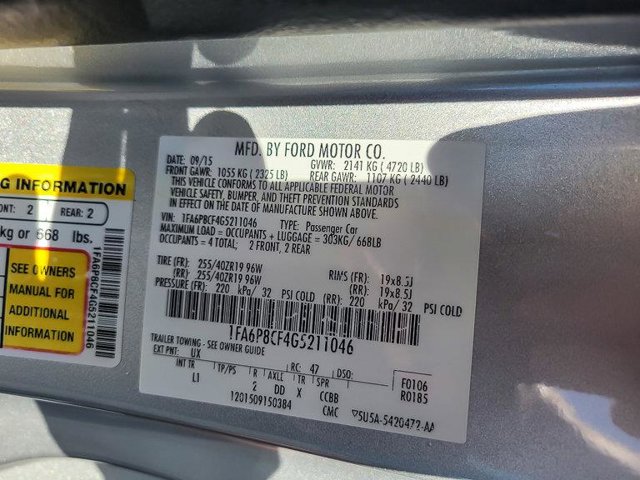 NG INFORMATION
NT: 2 REAR: 2
kg or 668 lbs.
SEE OWNERS
MANUAL FOR
ADDITIONAL
INFORMATION
1FA6P8CF4G5211046
MFD. BY FORD MOTOR CO.
DATE: 09/15 GVWR: 2141 KG ( 4720 LB)
FRONT GAWR: 1055 KG ( 2325 LB) REAR GAWR: 1107 KG ( 2440 LB)
THIS VEHICLE CONFORMS TO ALL APPLICABLE FEDERAL MOTOR
VEHICLE SAFETY, BUMPER, AND THEFT PREVENTION STANDARDS
IN EFFECT ON THE DATE OF MANUFACTURE SHOWN ABOVE.
VIN: 1FA6P8CF4G5211046 TYPE: Passenger Car
MAXIMUM LOAD = OCCUPANTS + LUGGAGE = 303KG/ 668LB
OCCUPANTS = 4 TOTAL, 2 FRONT, 2 REAR
TIRE (FR): 255/40ZR19 96W RIMS (FR): 19x8.5J
(RR): 255/40ZR19 96W (RR): 19x8.5J
PRESSURE (FR): 220 kPa/ 32 PSI COLD (RR): 220 kPa/ 32 PSI COLD
1FA6P8CF4G5211046
TRAILER TOWING - SEE OWNER GUIDE
EXT PNT: UX RC: 47 DSO: F0106
INT TR TP/PS R AXLE TR SPR R0185
LI 2 DD X CCBB
1201509150384 CMC 5U5A-5420472-AA